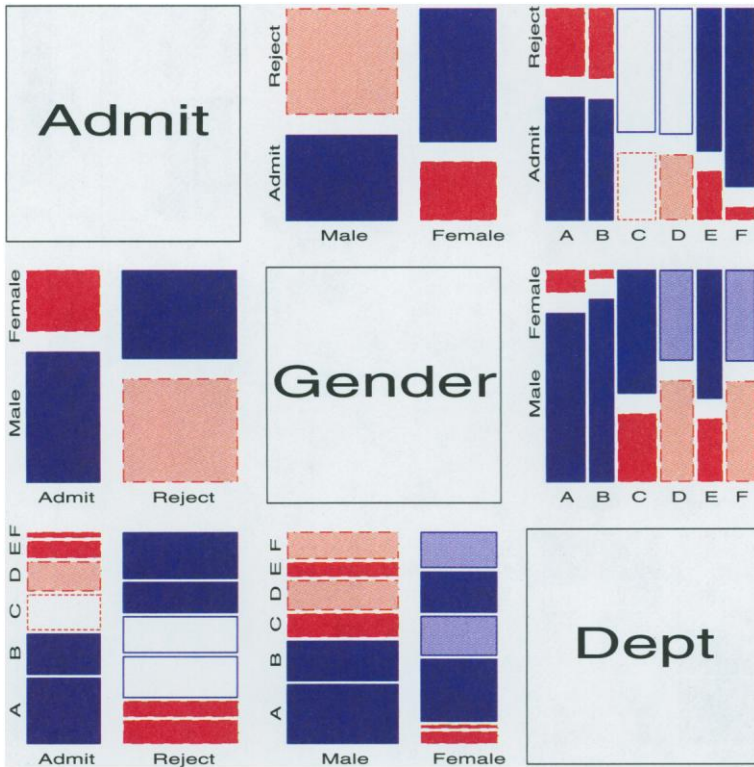 Admit
Reject
Admit
Male Female
Reject
Admit
A B C D E F
Female
Male
Admit Reject
Gender
Female
Male
A B C D E F
F
E
D
C
B
A
Admit Reject
F
E
D
C
B
A
Male Female
Dept